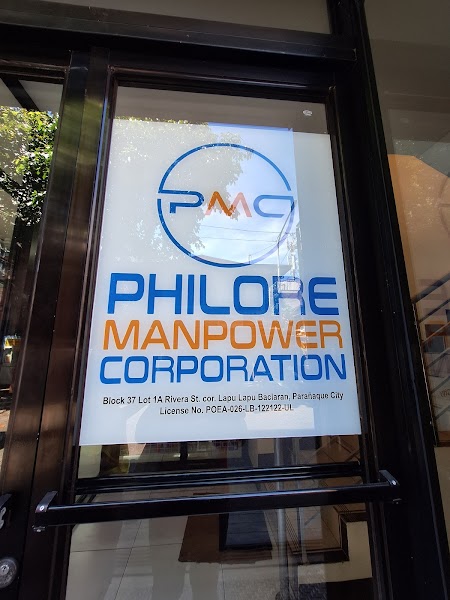 PMC
PHILORE
MANPOWER
CORPORATION
Block 37 Lot 1A Rivera St. cor. Lapu Lapu Baclaran, Parañaque City
License No. POEA-026-LB-122122-UL